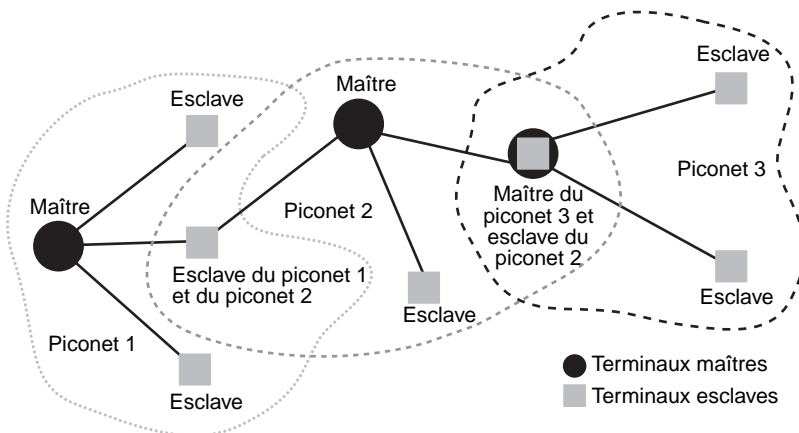 Esclave
Maître
Esclave
Maître
Piconet 3
Maître du
piconet 3 et
esclave du
piconet 2
Piconet 2
Esclave du piconet 1
et du piconet 2
Esclave
Esclave
Piconet 1
Esclave
Terminaux maîtres
Terminaux esclaves